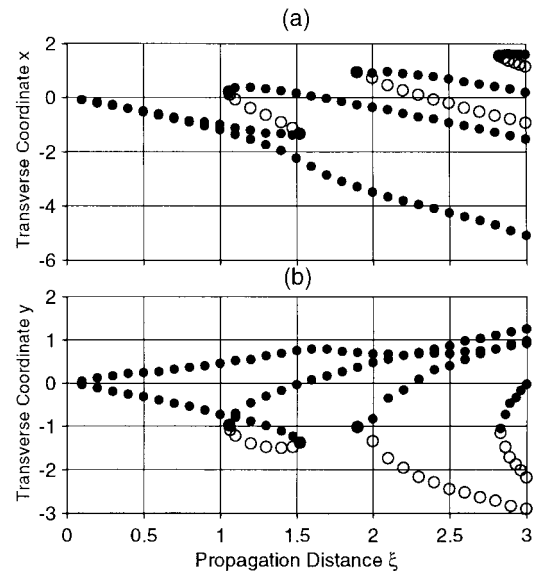 (a)
Transverse Coordinate x
2
0
-2
-4
-6
(b)
Transverse Coordinate y
2
1
0
-1
-2
-3
0 0.5 1 1.5 2 2.5 3
Propagation Distance ξ